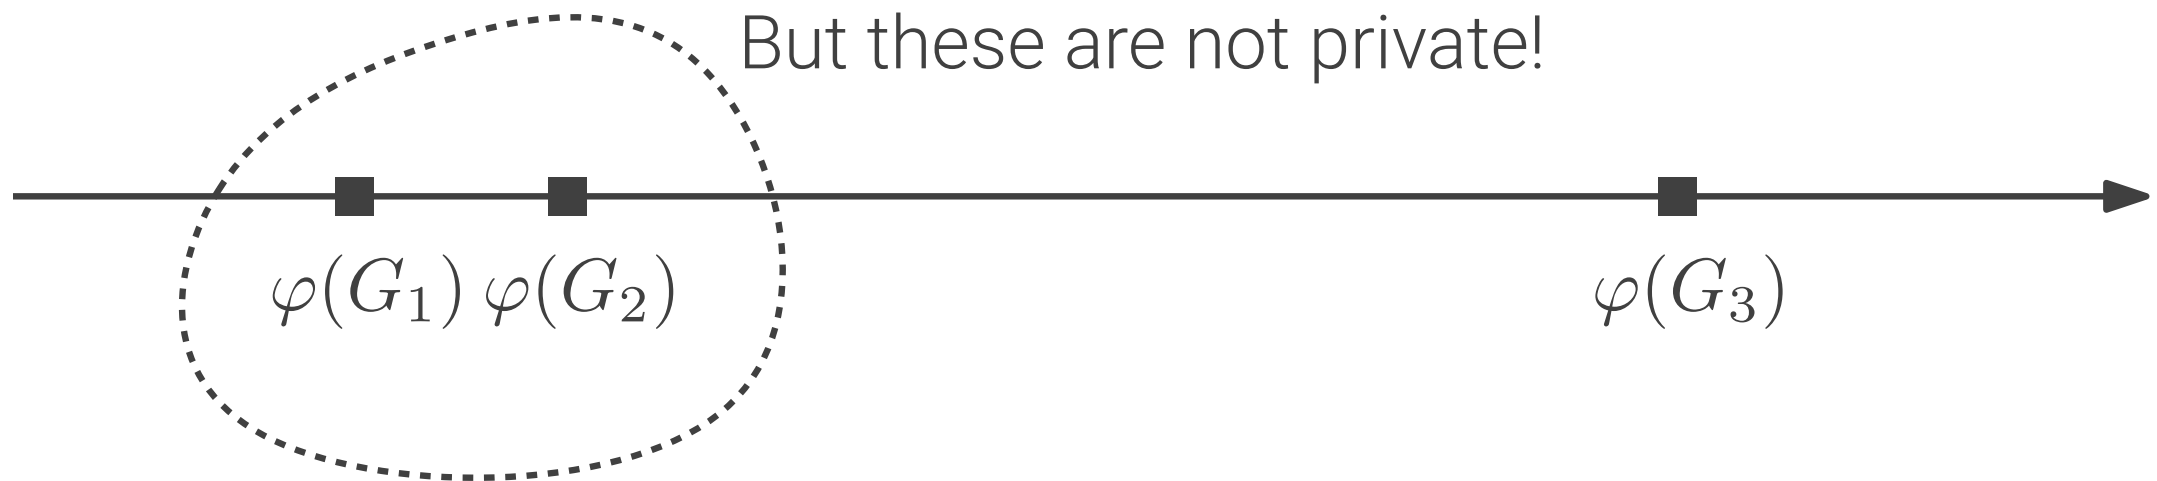 But these are not private!
φ(G₁) φ(G₂) φ(G₃)